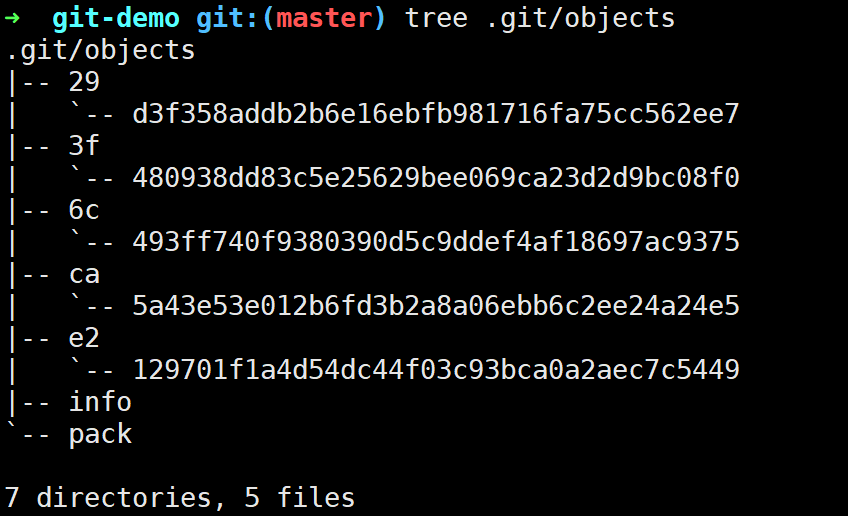 ➜  git-demo git:(master) tree .git/objects
.git/objects
|-- 29
|   `-- d3f358addb2b6e16ebfb981716fa75cc562ee7
|-- 3f
|   `-- 480938dd83c5e25629bee069ca23d2d9bc08f0
|-- 6c
|   `-- 493ff740f9380390d5c9ddef4af18697ac9375
|-- ca
|   `-- 5a43e53e012b6fd3b2a8a06ebb6c2ee24a24e5
|-- e2
|   `-- 129701f1a4d54dc44f03c93bca0a2aec7c5449
|-- info
`-- pack

7 directories, 5 files